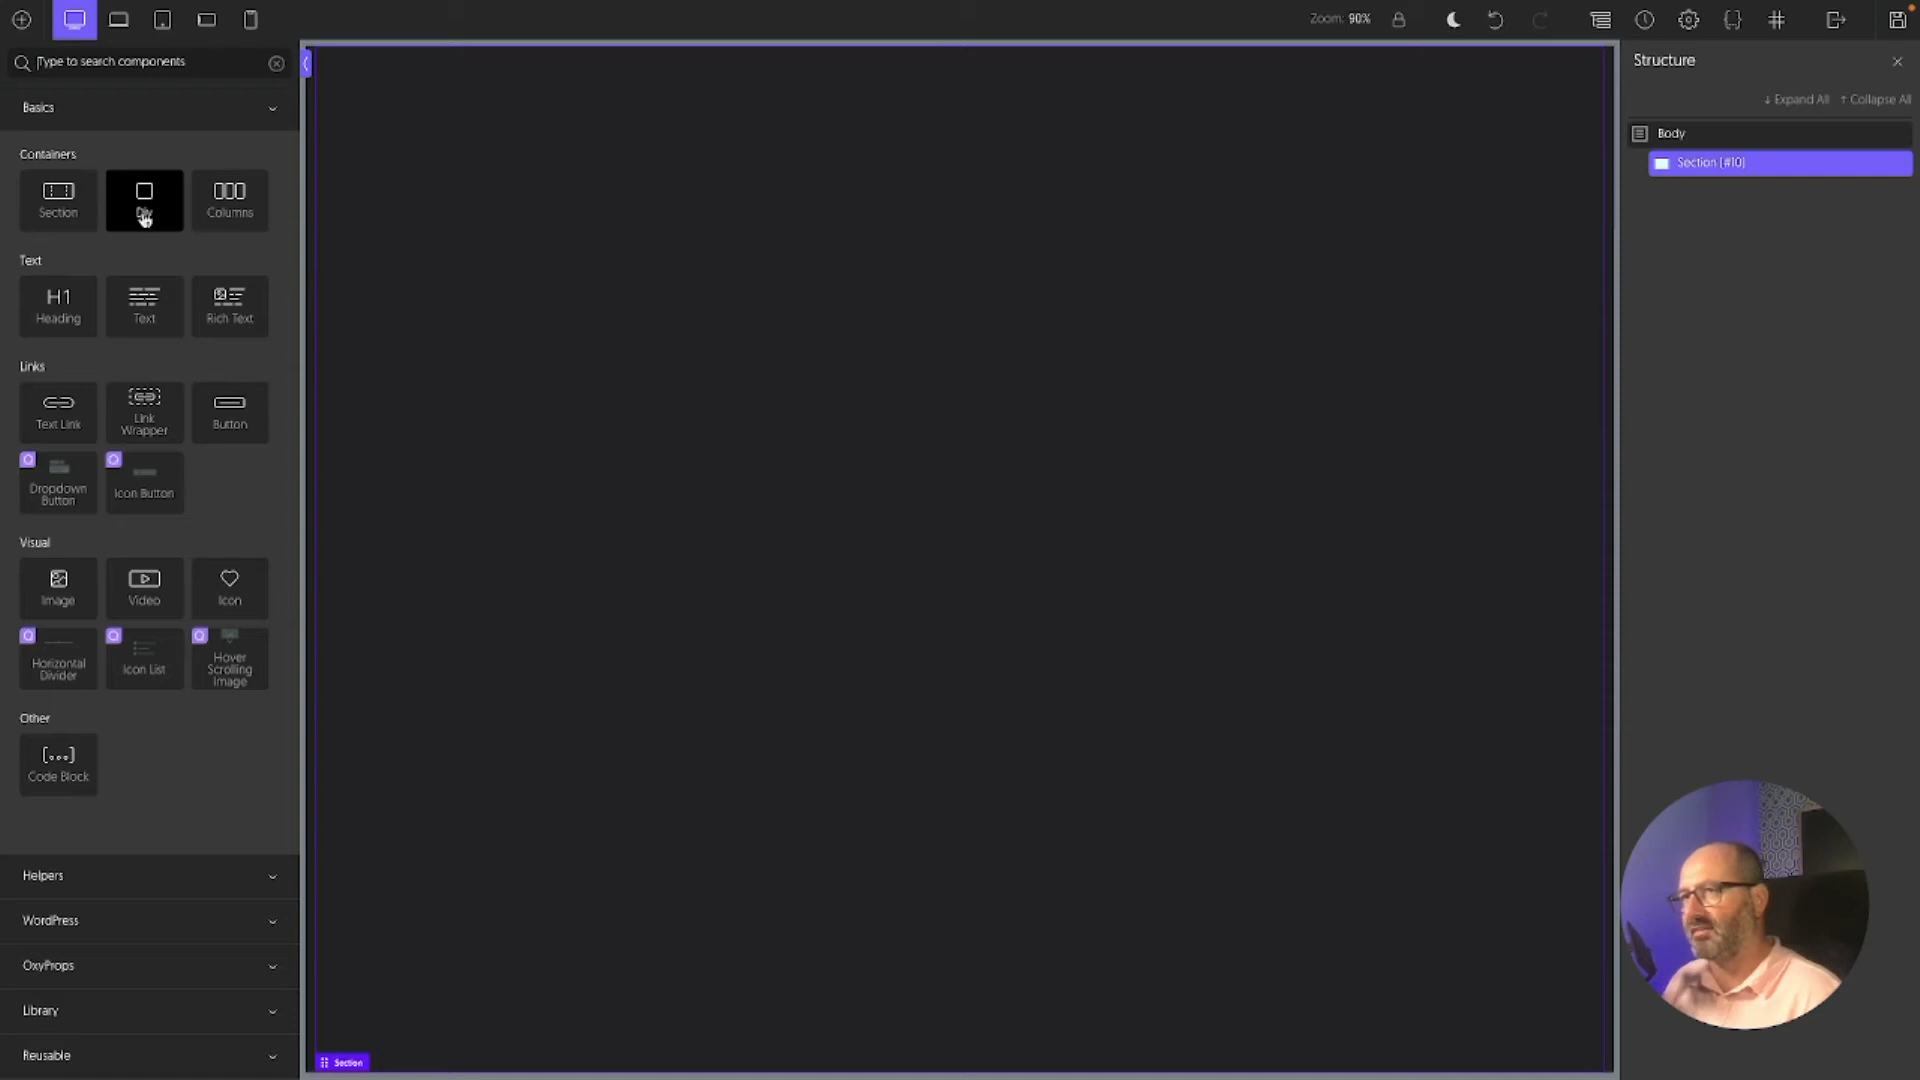 Zoom: 90%
Type to search components
Structure
Basics
↓ Expand All ↑ Collapse All
Body
Containers
Section (#10)
Section
Div
Columns
Text
H1
Heading
Text
Rich Text
Links
Text Link
Link
Wrapper
Button
Dropdown
Button
Icon Button
Visual
Image
Video
Icon
Horizontal
Divider
Icon List
Hover
Scrolling
Image
Other
Code Block
Helpers
WordPress
OxyProps
Library
Reusable
Section